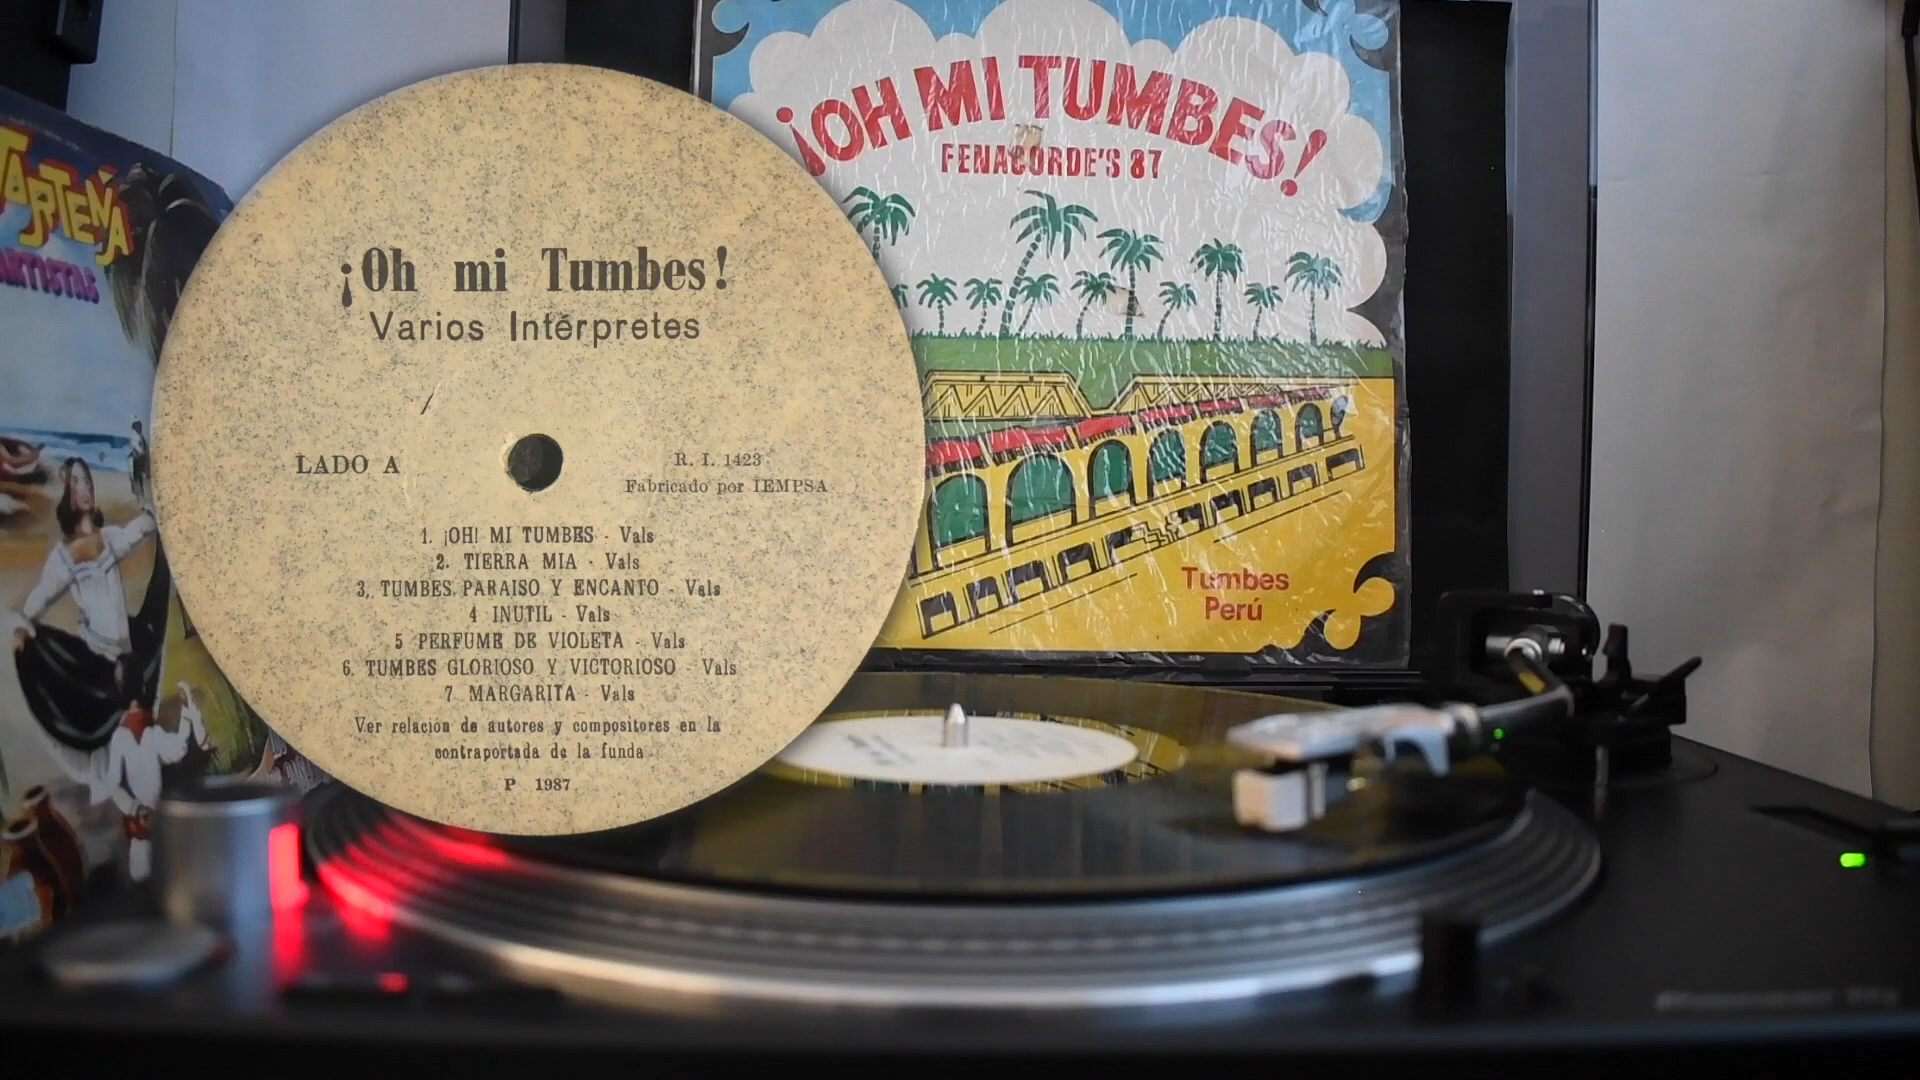 ¡OH MI TUMBES!
FENACORDE'S 87
Tumbes
Perú
¡Oh mi Tumbes!
Varios Intérpretes
LADO A
R. I. 1423
Fabricado por IEMPSA
1. ¡OH! MI TUMBES - Vals
2. TIERRA MIA - Vals
3, TUMBES PARAISO Y ENCANTO - Vals
4 INUTIL - Vals
5 PERFUME DE VIOLETA - Vals
6. TUMBES GLORIOSO Y VICTORIOSO - Vals
7 MARGARITA - Vals
Ver relación de autores y compositores en la
contraportada de la funda
P 1987